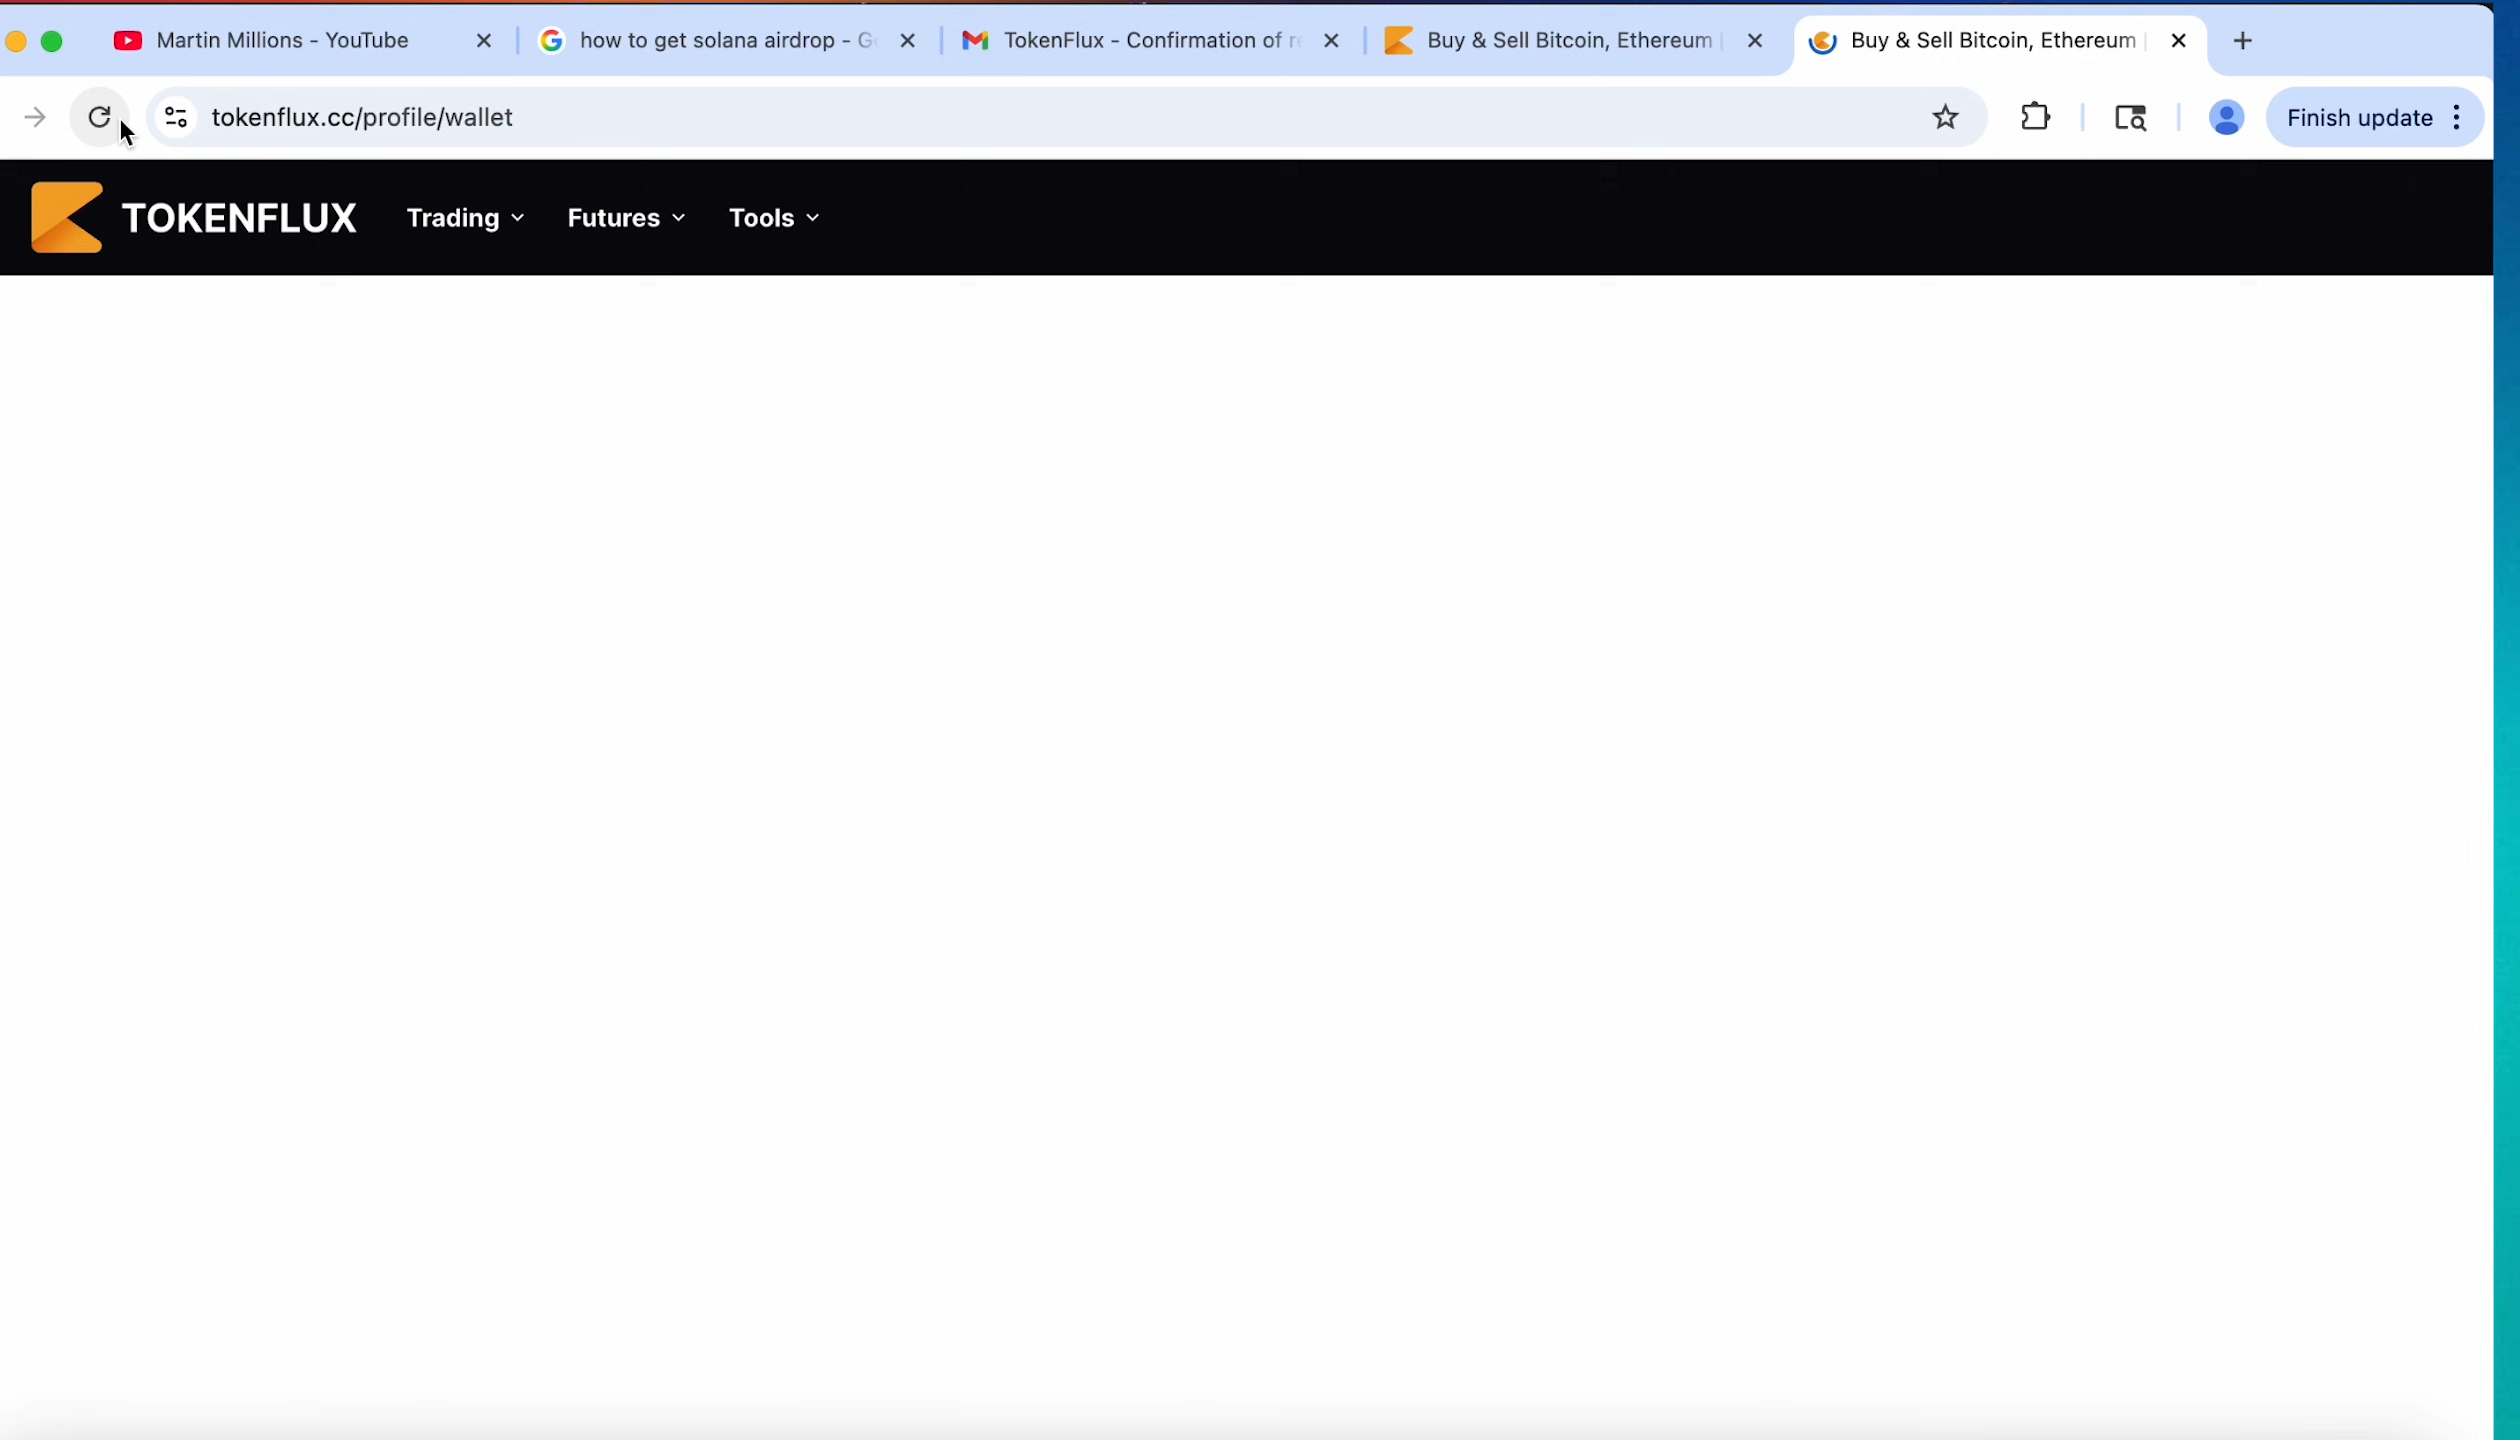 Martin Millions - YouTube
how to get solana airdrop - G
TokenFlux - Confirmation of r
Buy & Sell Bitcoin, Ethereum
Buy & Sell Bitcoin, Ethereum
tokenflux.cc/profile/wallet
Finish update
TOKENFLUX
Trading
Futures
Tools